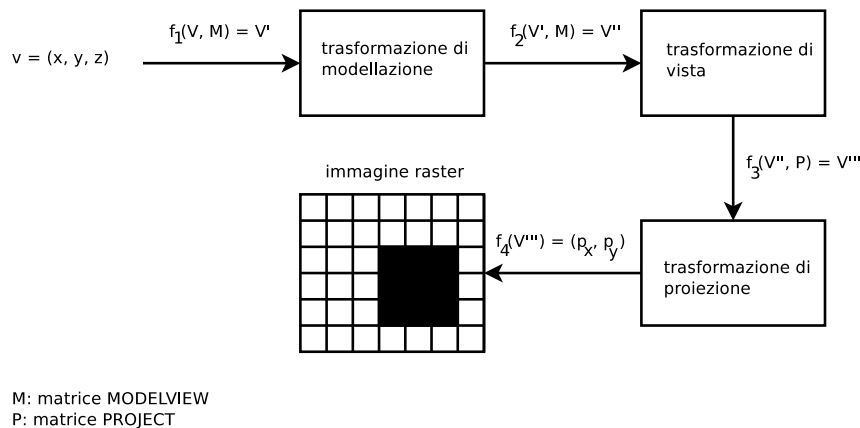 v = (x, y, z)
f1(V, M) = V'
trasformazione di
modellazione
f2(V', M) = V''
trasformazione di
vista
f3(V'', P) = V'''
trasformazione di
proiezione
f4(V''') = (px, py)
immagine raster
M: matrice MODELVIEW
P: matrice PROJECT